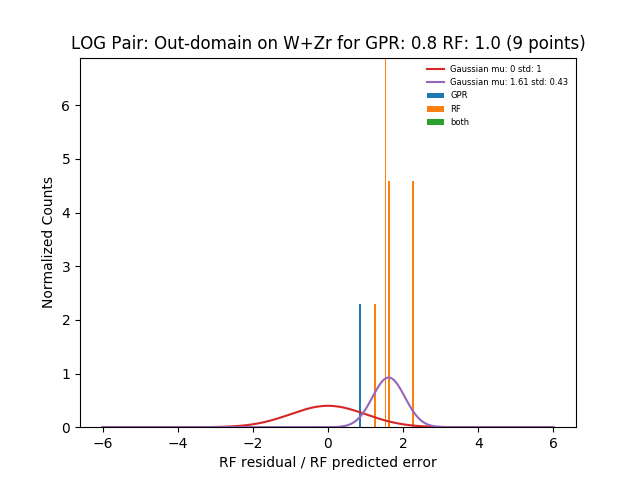 LOG Pair: Out-domain on W+Zr for GPR: 0.8 RF: 1.0 (9 points)
Gaussian mu: 0 std: 1
Gaussian mu: 1.61 std: 0.43
GPR
RF
both
Normalized Counts
6
5
4
3
2
1
0
−6 −4 −2 0 2 4 6
RF residual / RF predicted error